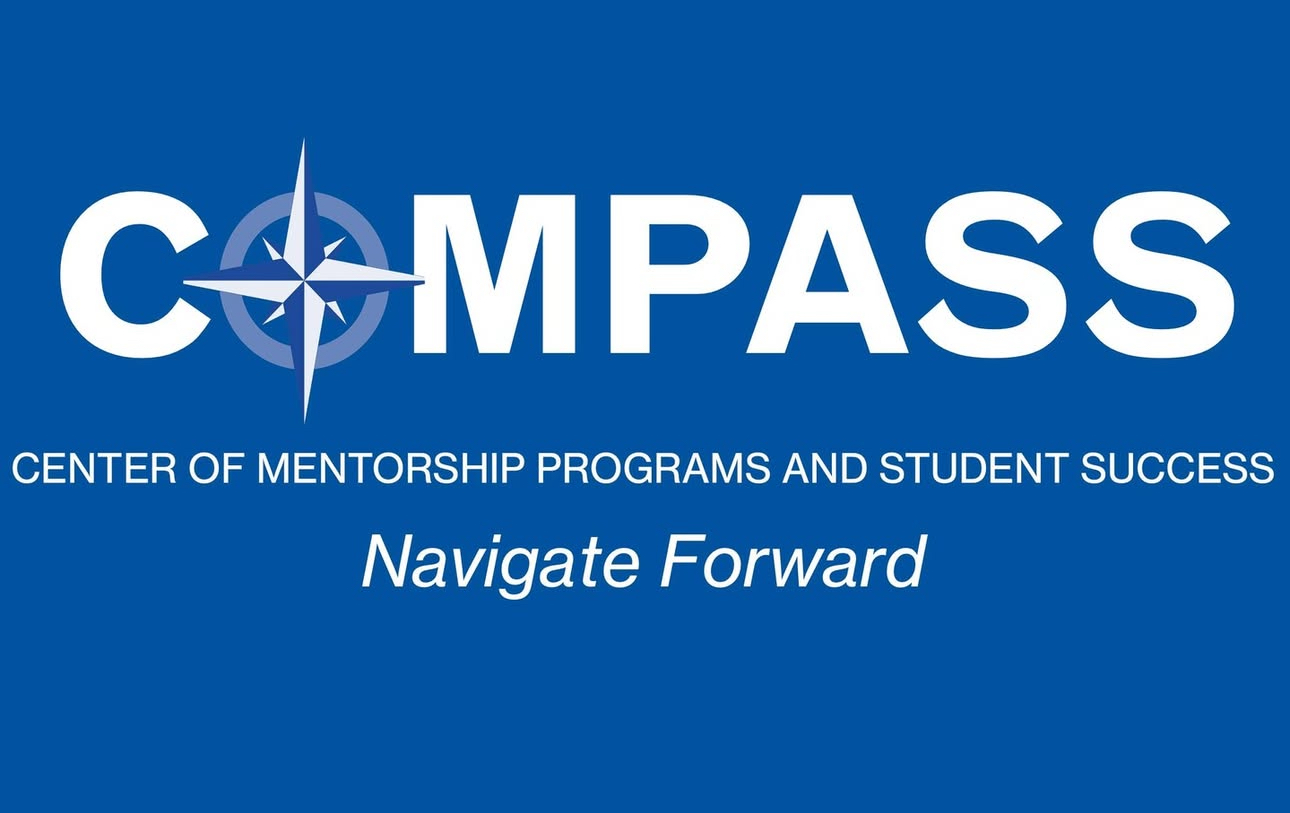 COMPASS
CENTER OF MENTORSHIP PROGRAMS AND STUDENT SUCCESS
Navigate Forward